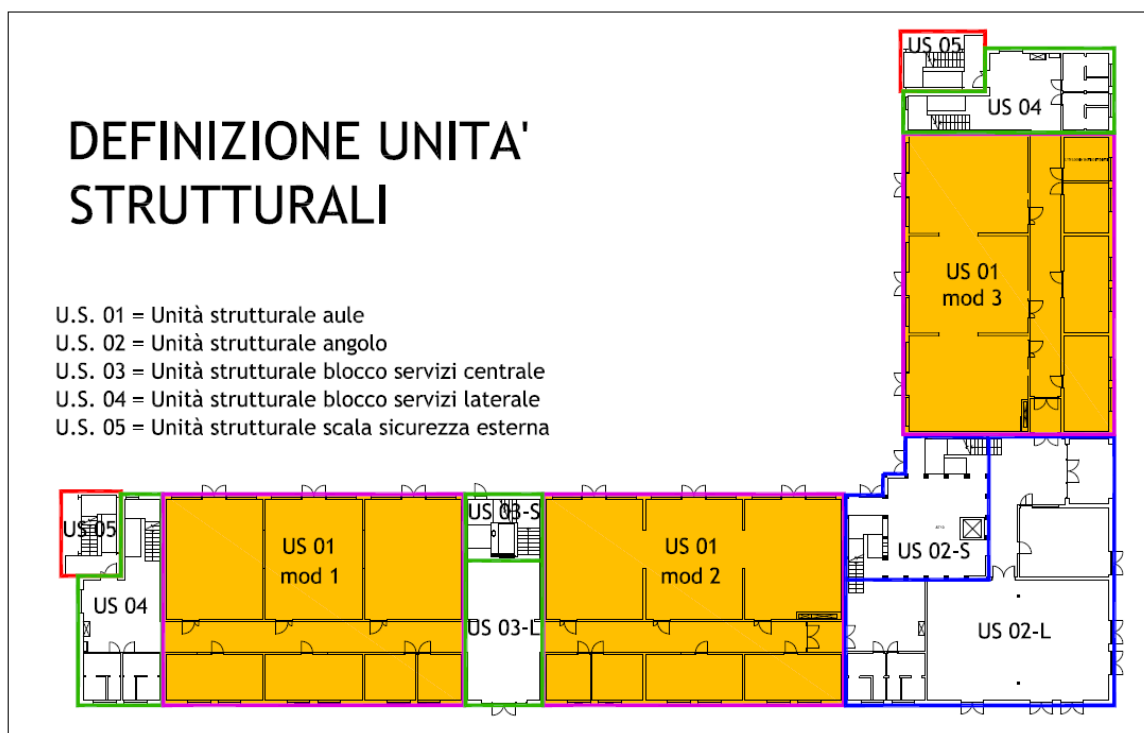 DEFINIZIONE UNITA'
STRUTTURALI
U.S. 01 = Unità strutturale aule
U.S. 02 = Unità strutturale angolo
U.S. 03 = Unità strutturale blocco servizi centrale
U.S. 04 = Unità strutturale blocco servizi laterale
U.S. 05 = Unità strutturale scala sicurezza esterna
US 05
US 04
US 01
mod 3
US 05
US 04
US 01
mod 1
US 03-S
US 03-L
US 01
mod 2
US 02-S
US 02-L